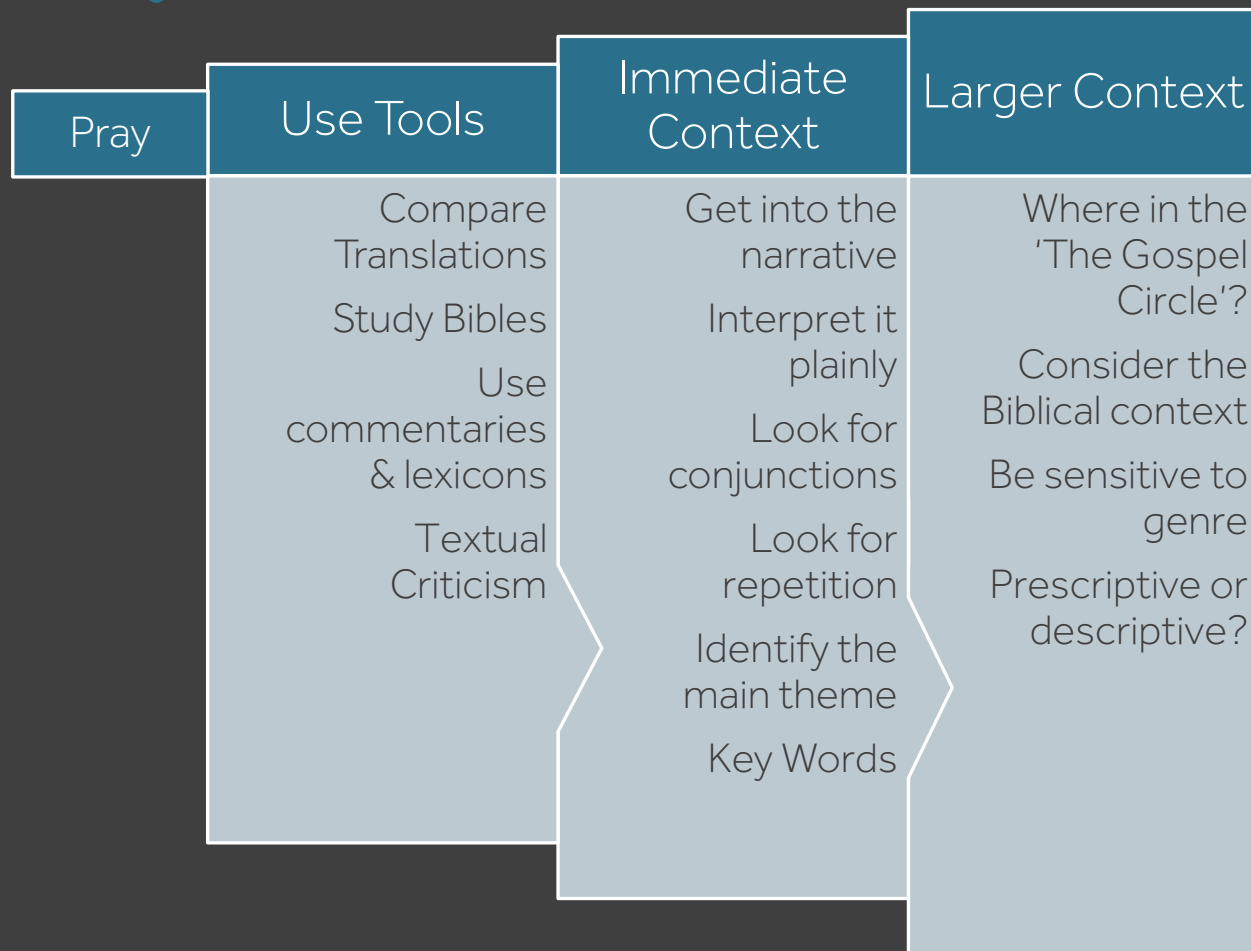 Pray
Use Tools
Compare
Translations
Study Bibles
Use
commentaries
& lexicons
Textual
Criticism
Immediate
Context
Get into the
narrative
Interpret it
plainly
Look for
conjunctions
Look for
repetition
Identify the
main theme
Key Words
Larger Context
Where in the
'The Gospel
Circle'?
Consider the
Biblical context
Be sensitive to
genre
Prescriptive or
descriptive?